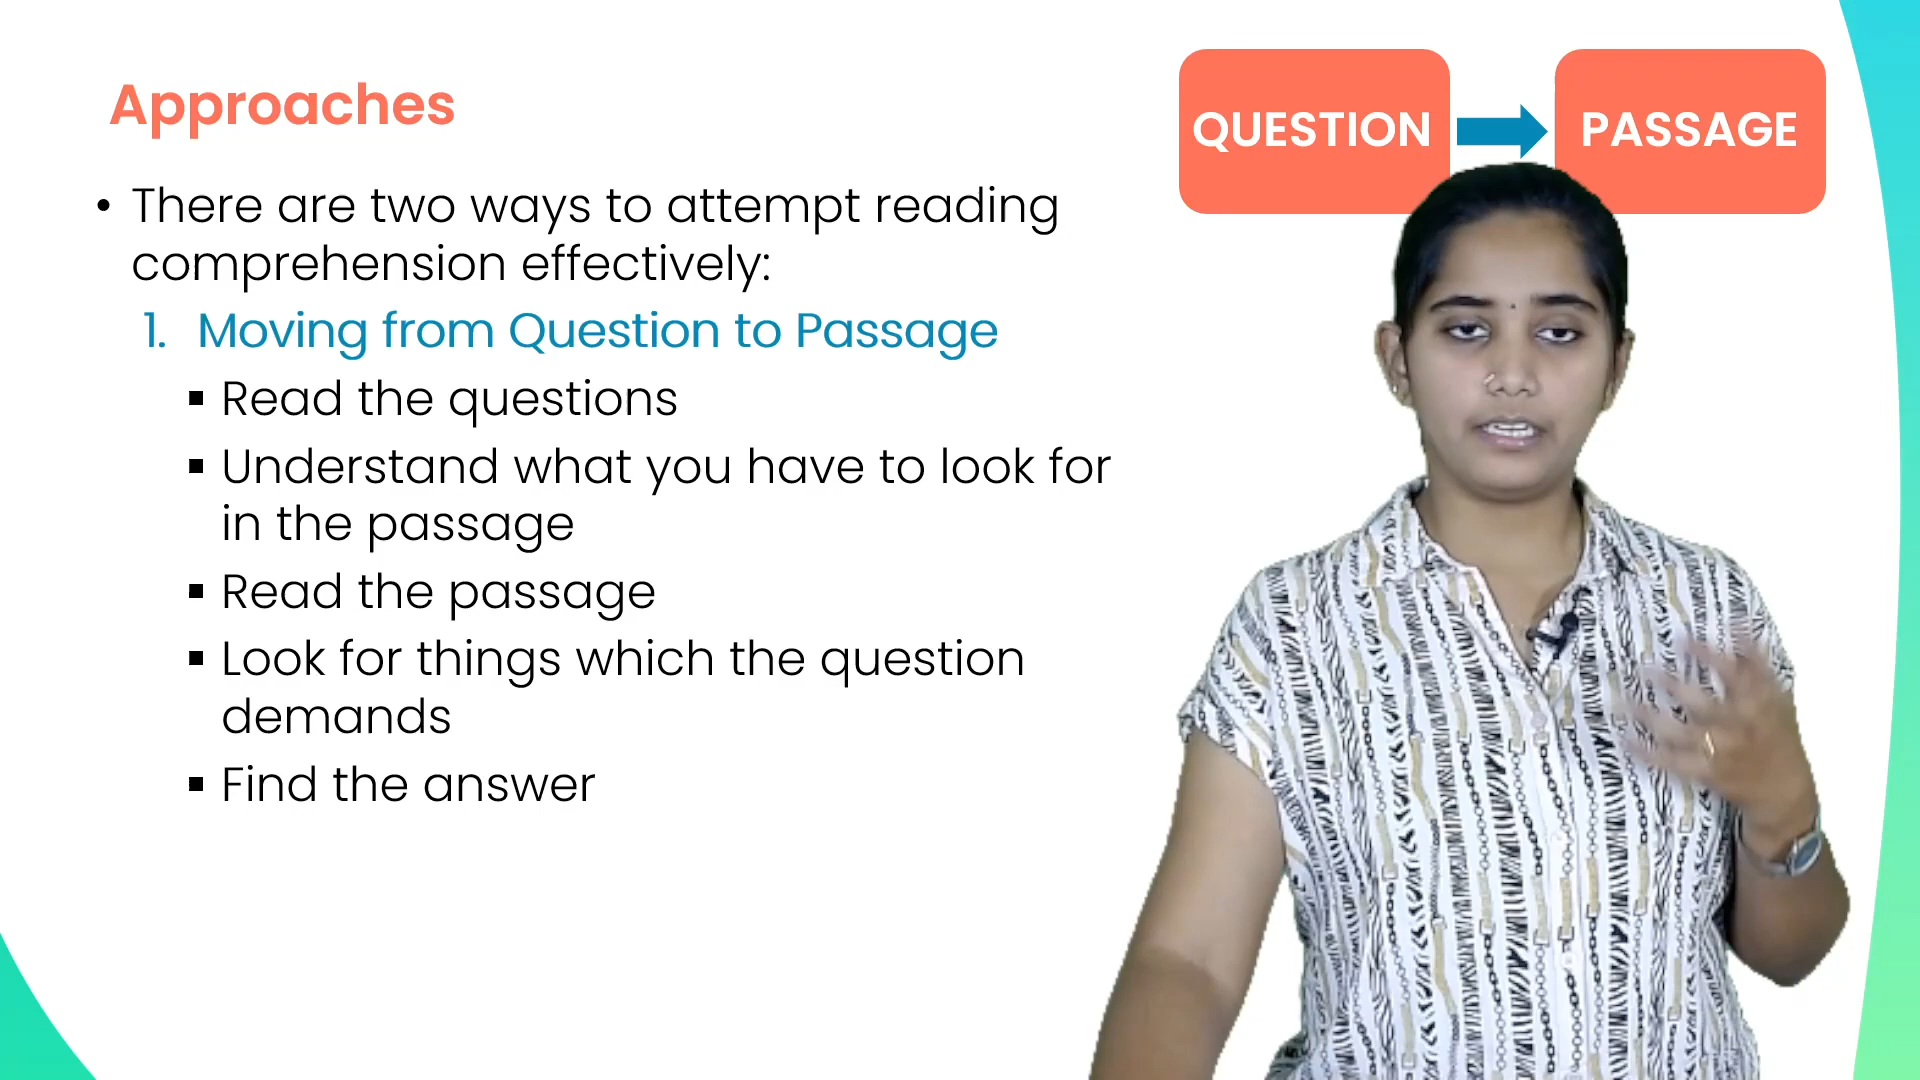 Approaches
QUESTION
PASSAGE
• There are two ways to attempt reading
comprehension effectively:
1. Moving from Question to Passage
▪ Read the questions
▪ Understand what you have to look for
in the passage
▪ Read the passage
▪ Look for things which the question
demands
▪ Find the answer